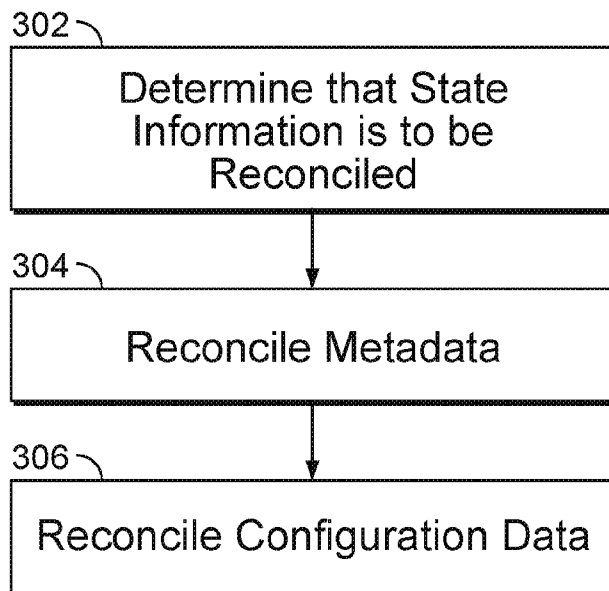 302
Determine that State
Information is to be
Reconciled
304
Reconcile Metadata
306
Reconcile Configuration Data